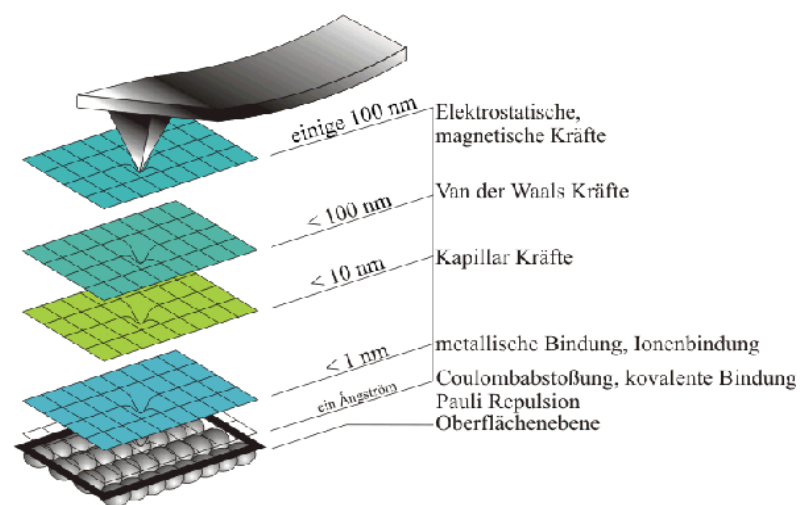 einige 100 nm
Elektrostatische,
magnetische Kräfte
< 100 nm
Van der Waals Kräfte
< 10 nm
Kapillar Kräfte
< 1 nm
metallische Bindung, Ionenbindung
ein Ångström
Coulombabstoßung, kovalente Bindung
Pauli Repulsion
Oberflächenebene